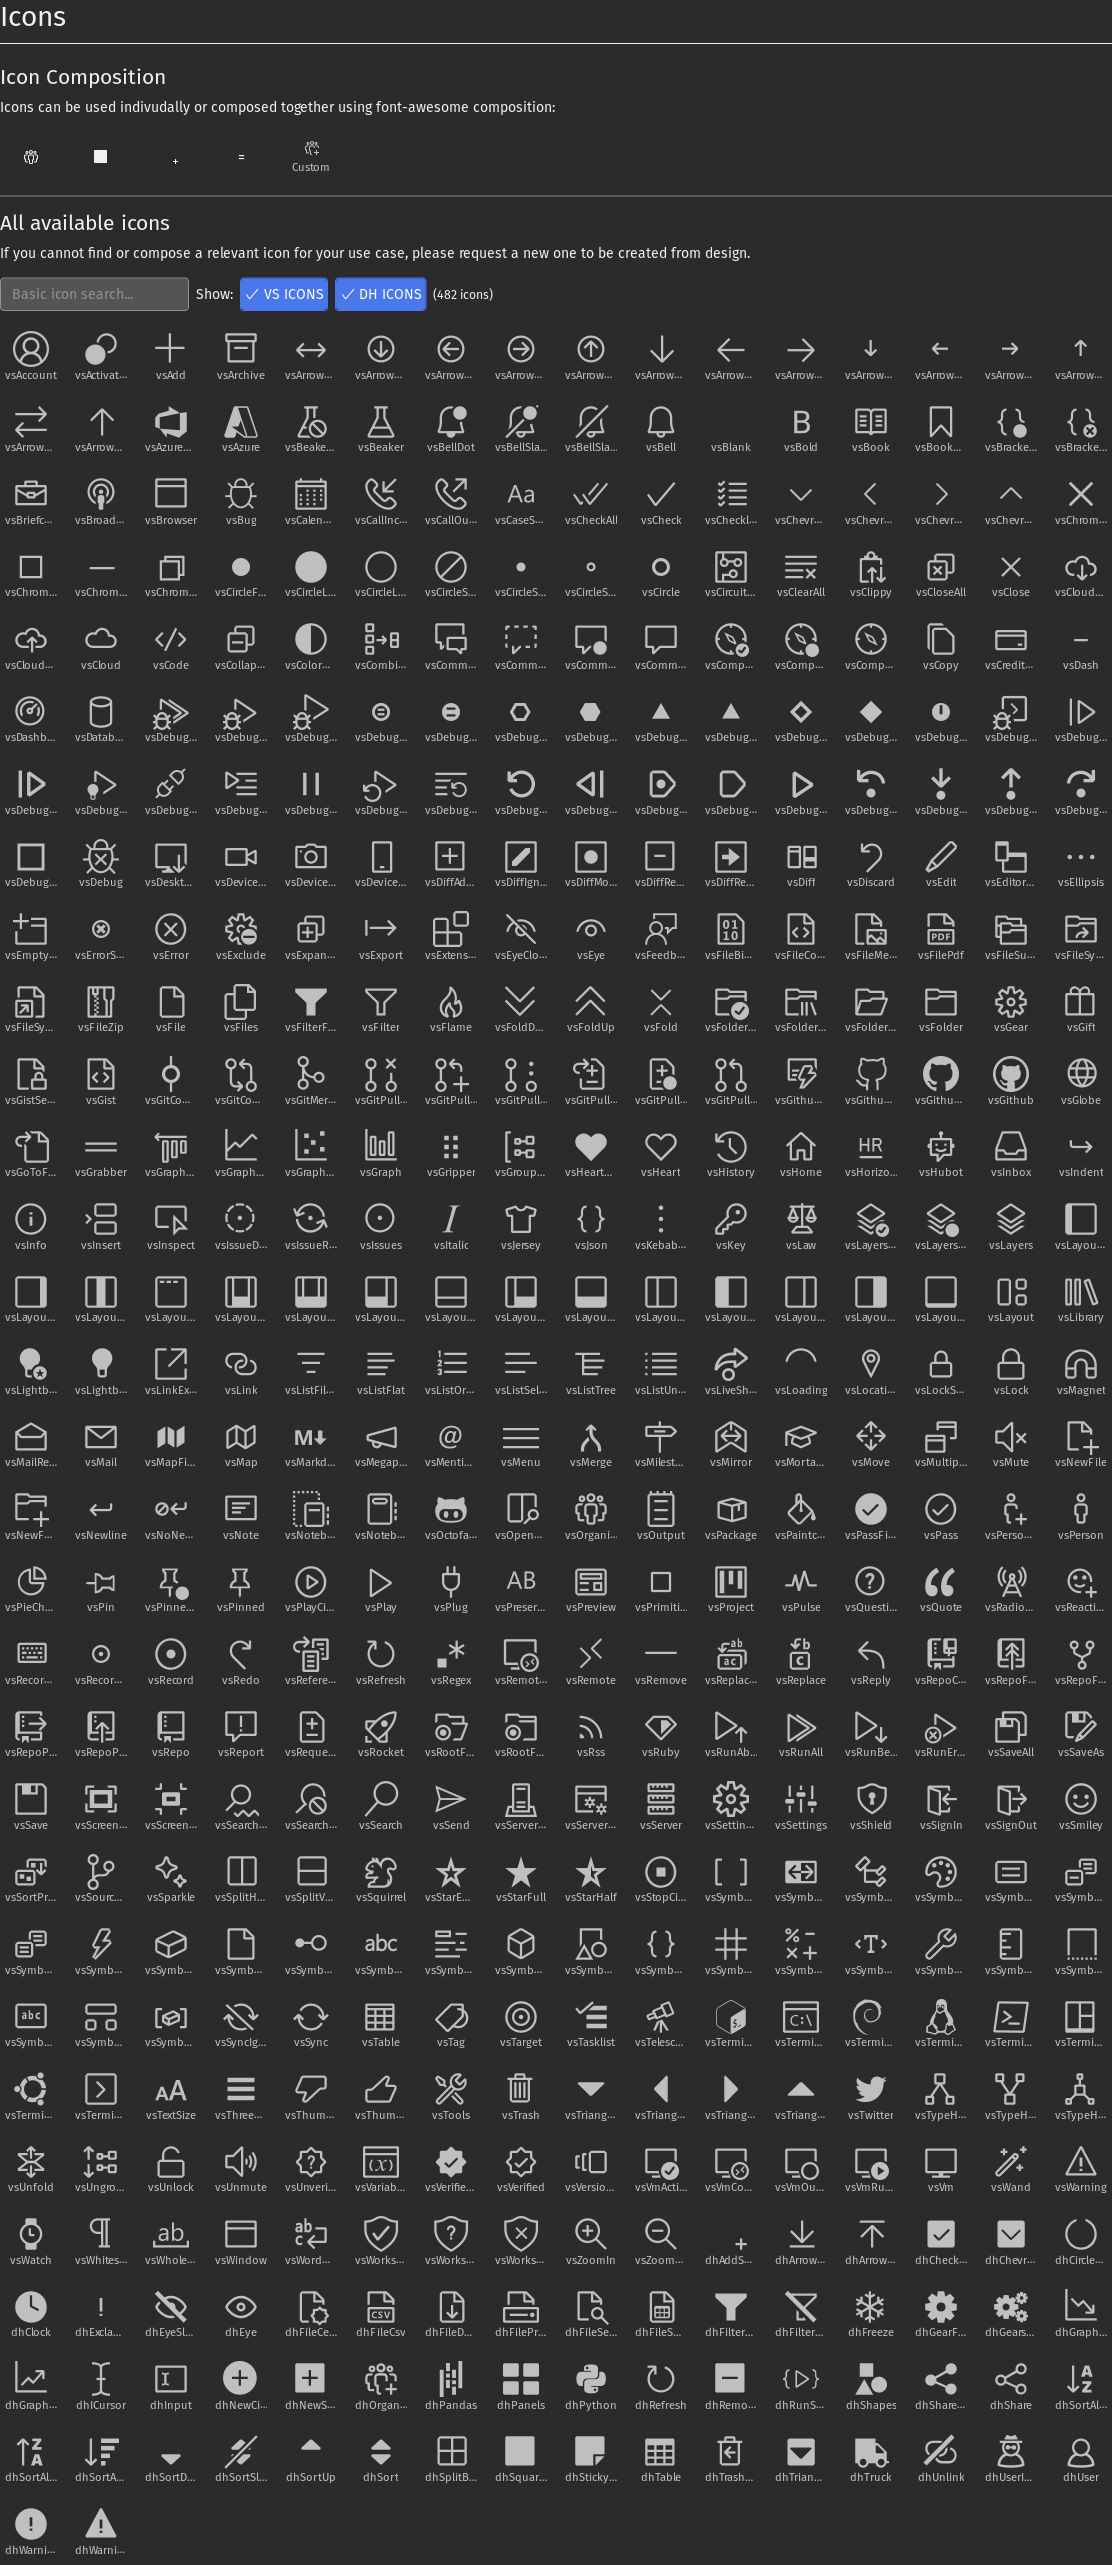 Icons
Icon Composition
Icons can be used indivudally or composed together using font-awesome composition:
+ =
Custom
All available icons
If you cannot find or compose a relevant icon for your use case, please request a new one to be created from design.
Basic icon search... Show: ✓ VS ICONS ✓ DH ICONS (482 icons)
vsAccount vsActivat... vsAdd vsArchive vsArrow... vsArrow... vsArrow... vsArrow... vsArrow... vsArrow... vsArrow... vsArrow... vsArrow... vsArrow... vsArrow... vsArrow...
vsArrow... vsArrow... vsAzure... vsAzure vsBeake... vsBeaker vsBellDot vsBellSla... vsBellSla... vsBell vsBlank vsBold vsBook vsBook... vsBracke... vsBracke...
vsBriefc... vsBroad... vsBrowser vsBug vsCalen... vsCallInc... vsCallOu... vsCaseS... vsCheckAll vsCheck vsCheckl... vsChevr... vsChevr... vsChevr... vsChevr... vsChrom...
vsChrom... vsChrom... vsChrom... vsCircleF... vsCircleL... vsCircleL... vsCircleS... vsCircleS... vsCircleS... vsCircle vsCircuit... vsClearAll vsClippy vsCloseAll vsClose vsCloud...
vsCloud... vsCloud vsCode vsCollap... vsColor... vsCombi... vsComm... vsComm... vsComm... vsComm... vsComp... vsComp... vsComp... vsCopy vsCredit... vsDash
vsDashb... vsDatab... vsDebug... vsDebug... vsDebug... vsDebug... vsDebug... vsDebug... vsDebug... vsDebug... vsDebug... vsDebug... vsDebug... vsDebug... vsDebug... vsDebug...
vsDebug... vsDebug... vsDebug... vsDebug... vsDebug... vsDebug... vsDebug... vsDebug... vsDebug... vsDebug... vsDebug... vsDebug... vsDebug... vsDebug... vsDebug... vsDebug...
vsDebug... vsDebug vsDeskt... vsDevice... vsDevice... vsDevice... vsDiffAd... vsDiffIgn... vsDiffMo... vsDiffRe... vsDiffRe... vsDiff vsDiscard vsEdit vsEditor... vsEllipsis
vsEmpty... vsErrorS... vsError vsExclude vsExpan... vsExport vsExtens... vsEyeClo... vsEye vsFeedb... vsFileBi... vsFileCo... vsFileMe... vsFilePdf vsFileSu... vsFileSy...
vsFileSy... vsFileZip vsFile vsFiles vsFilterF... vsFilter vsFlame vsFoldD... vsFoldUp vsFold vsFolder... vsFolder... vsFolder... vsFolder vsGear vsGift
vsGistSe... vsGist vsGitCo... vsGitCo... vsGitMer... vsGitPull... vsGitPull... vsGitPull... vsGitPull... vsGitPull... vsGitPull... vsGithu... vsGithu... vsGithu... vsGithub vsGlobe
vsGoToF... vsGrabber vsGraph... vsGraph... vsGraph... vsGraph vsGripper vsGroup... vsHeart... vsHeart vsHistory vsHome vsHorizo... vsHubot vsInbox vsIndent
vsInfo vsInsert vsInspect vsIssueD... vsIssueR... vsIssues vsItalic vsJersey vsJson vsKebab... vsKey vsLaw vsLayers... vsLayers... vsLayers vsLayou...
vsLayou... vsLayou... vsLayou... vsLayou... vsLayou... vsLayou... vsLayou... vsLayou... vsLayou... vsLayou... vsLayou... vsLayou... vsLayou... vsLayou... vsLayout vsLibrary
vsLightb... vsLightb... vsLinkEx... vsLink vsListFil... vsListFlat vsListOr... vsListSel... vsListTree vsListUn... vsLiveSh... vsLoading vsLocati... vsLockS... vsLock vsMagnet
vsMailRe... vsMail vsMapFi... vsMap vsMarkd... vsMegap... vsMenti... vsMenu vsMerge vsMilest... vsMirror vsMorta... vsMove vsMultip... vsMute vsNewFile
vsNewF... vsNewline vsNoNe... vsNote vsNoteb... vsNoteb... vsOctofa... vsOpen... vsOrgani... vsOutput vsPackage vsPaintc... vsPassFi... vsPass vsPerso... vsPerson
vsPieCh... vsPin vsPinne... vsPinned vsPlayCi... vsPlay vsPlug vsPreser... vsPreview vsPrimiti... vsProject vsPulse vsQuesti... vsQuote vsRadio... vsReacti...
vsRecor... vsRecor... vsRecord vsRedo vsRefere... vsRefresh vsRegex vsRemot... vsRemote vsRemove vsReplac... vsReplace vsReply vsRepoC... vsRepoF... vsRepoF...
vsRepoP... vsRepoP... vsRepo vsReport vsReque... vsRocket vsRootF... vsRootF... vsRss vsRuby vsRunAb... vsRunAll vsRunBe... vsRunEr... vsSaveAll vsSaveAs
vsSave vsScreen... vsScreen... vsSearch... vsSearch... vsSearch vsSend vsServer... vsServer... vsServer vsSettin... vsSettings vsShield vsSignIn vsSignOut vsSmiley
vsSortPr... vsSourc... vsSparkle vsSplitH... vsSplitV... vsSquirrel vsStarE... vsStarFull vsStarHalf vsStopCi... vsSymb... vsSymb... vsSymb... vsSymb... vsSymb... vsSymb...
vsSymb... vsSymb... vsSymb... vsSymb... vsSymb... vsSymb... vsSymb... vsSymb... vsSymb... vsSymb... vsSymb... vsSymb... vsSymb... vsSymb... vsSymb... vsSymb...
vsSymb... vsSymb... vsSymb... vsSyncIg... vsSync vsTable vsTag vsTarget vsTasklist vsTelesc... vsTermi... vsTermi... vsTermi... vsTermi... vsTermi... vsTermi...
vsTermi... vsTermi... vsTextSize vsThree... vsThum... vsThum... vsTools vsTrash vsTriang... vsTriang... vsTriang... vsTriang... vsTwitter vsTypeH... vsTypeH... vsTypeH...
vsUnfold vsUngro... vsUnlock vsUnmute vsUnveri... vsVariab... vsVerifie... vsVerified vsVersio... vsVmActi... vsVmCo... vsVmOu... vsVmRu... vsVm vsWand vsWarning
vsWatch vsWhites... vsWhole... vsWindow vsWord... vsWorks... vsWorks... vsWorks... vsZoomIn vsZoom... dhAddS... dhArrow... dhArrow... dhCheck... dhChevr... dhCircle...
dhClock dhExcla... dhEyeSl... dhEye dhFileCe... dhFileCsv dhFileD... dhFilePr... dhFileSe... dhFileS... dhFilter... dhFilter... dhFreeze dhGearF... dhGears... dhGraph...
dhGraph... dhICursor dhInput dhNewCi... dhNewS... dhOrgan... dhPandas dhPanels dhPython dhRefresh dhRemo... dhRunS... dhShapes dhShare... dhShare dhSortAl...
dhSortAl... dhSortA... dhSortD... dhSortSl... dhSortUp dhSort dhSplitB... dhSquar... dhSticky... dhTable dhTrash... dhTrian... dhTruck dhUnlink dhUserI... dhUser
dhWarni... dhWarni...